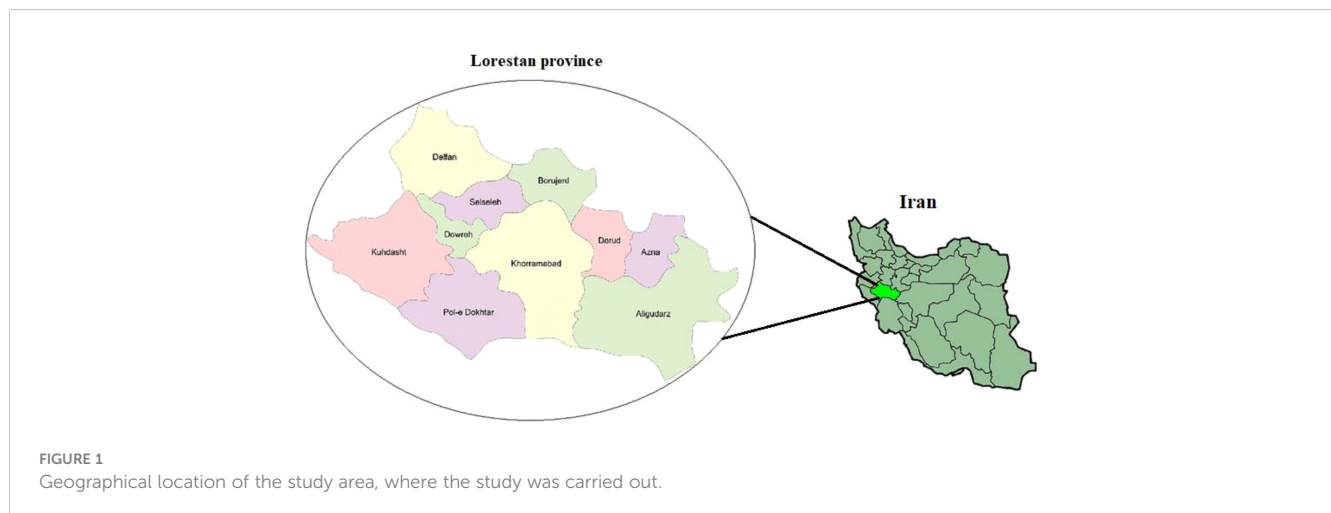 Lorestan province
Delfan
Borujerd
Selseleh
Iran
Dowreh
Dorud
Azna
Kuhdasht
Khorramabad
Pol-e Dokhtar
Aligudarz
FIGURE 1
Geographical location of the study area, where the study was carried out.